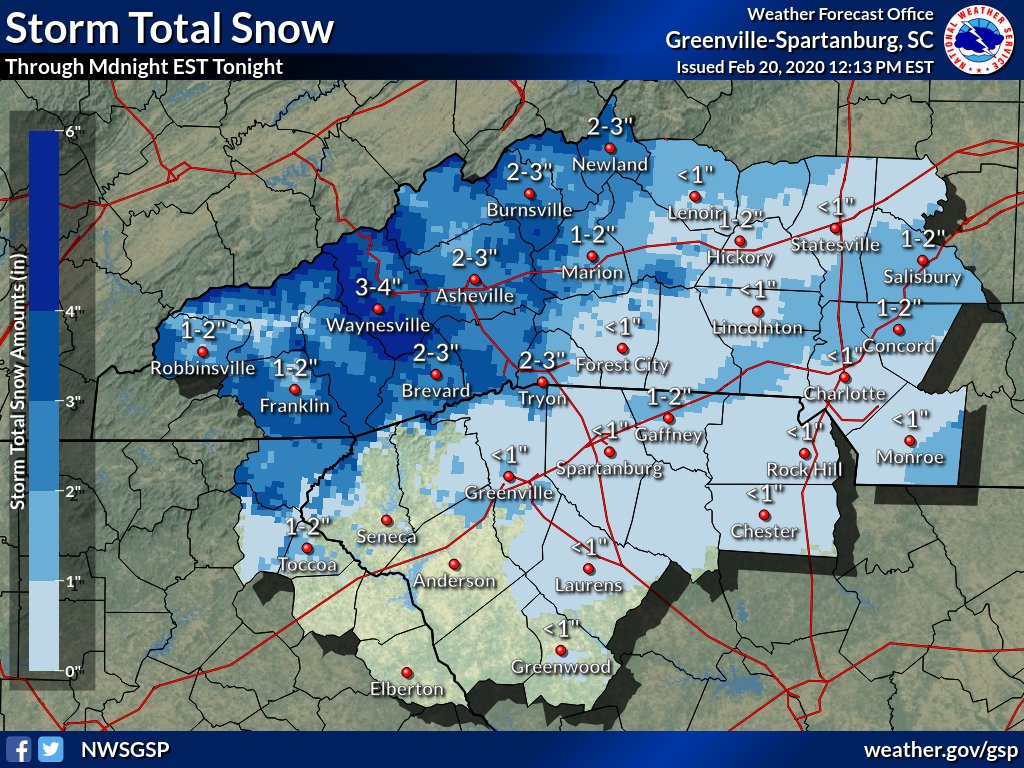 Storm Total Snow
Through Mdnight EST Tonight
Weather Forecast Office
Greenville-Spartanburg, SC
Issued Feb 20, 2020 12:13 PM EST
NATIONAL WEATHER SERVICE
Storm Total Snow Amounts (in)
6"
4"
3"
2"
1"
0"
2-3"
Newland
2-3"
Burnsville
<1"
Lenoir
1-2"
Hickory
<1"
Statesville
1-2"
Salisbury
1-2"
Marion
2-3"
Asheville
3-4"
Waynesville
<1"
Lincolnton
1-2"
Concord
1-2"
Robbinsville
<1"
Forest City
2-3"
Brevard
2-3"
Tryon
1-2"
Franklin
<1"
Charlotte
1-2"
Gaffney
<1"
Monroe
<1"
Spartanburg
<1"
Rock Hill
<1"
Greenville
<1"
Chester
Seneca
1-2"
Toccoa
Anderson
<1"
Laurens
<1"
Greenwood
Elberton
NWSGSP
weather.gov/gsp